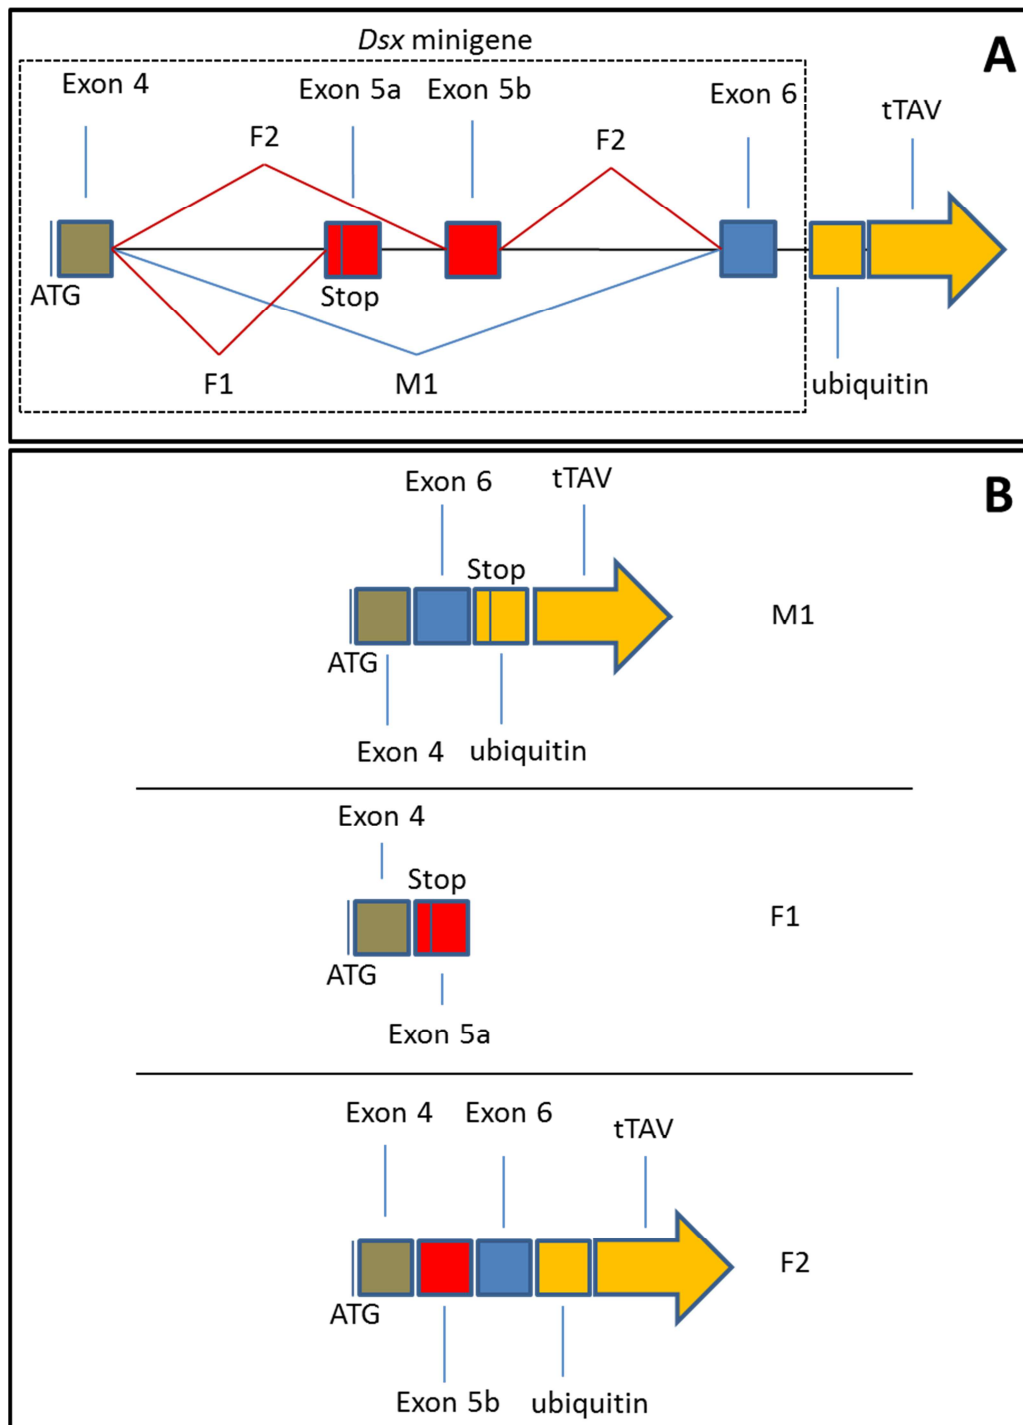 Dsx minigene
A
Exon 4
Exon 5a
Exon 5b
Exon 6
tTAV
F2
F2
ATG
Stop
F1
M1
ubiquitin
B
Exon 6
tTAV
Stop
M1
ATG
Exon 4
ubiquitin
Exon 4
Stop
F1
ATG
Exon 5a
Exon 4
Exon 6
tTAV
F2
ATG
Exon 5b
ubiquitin